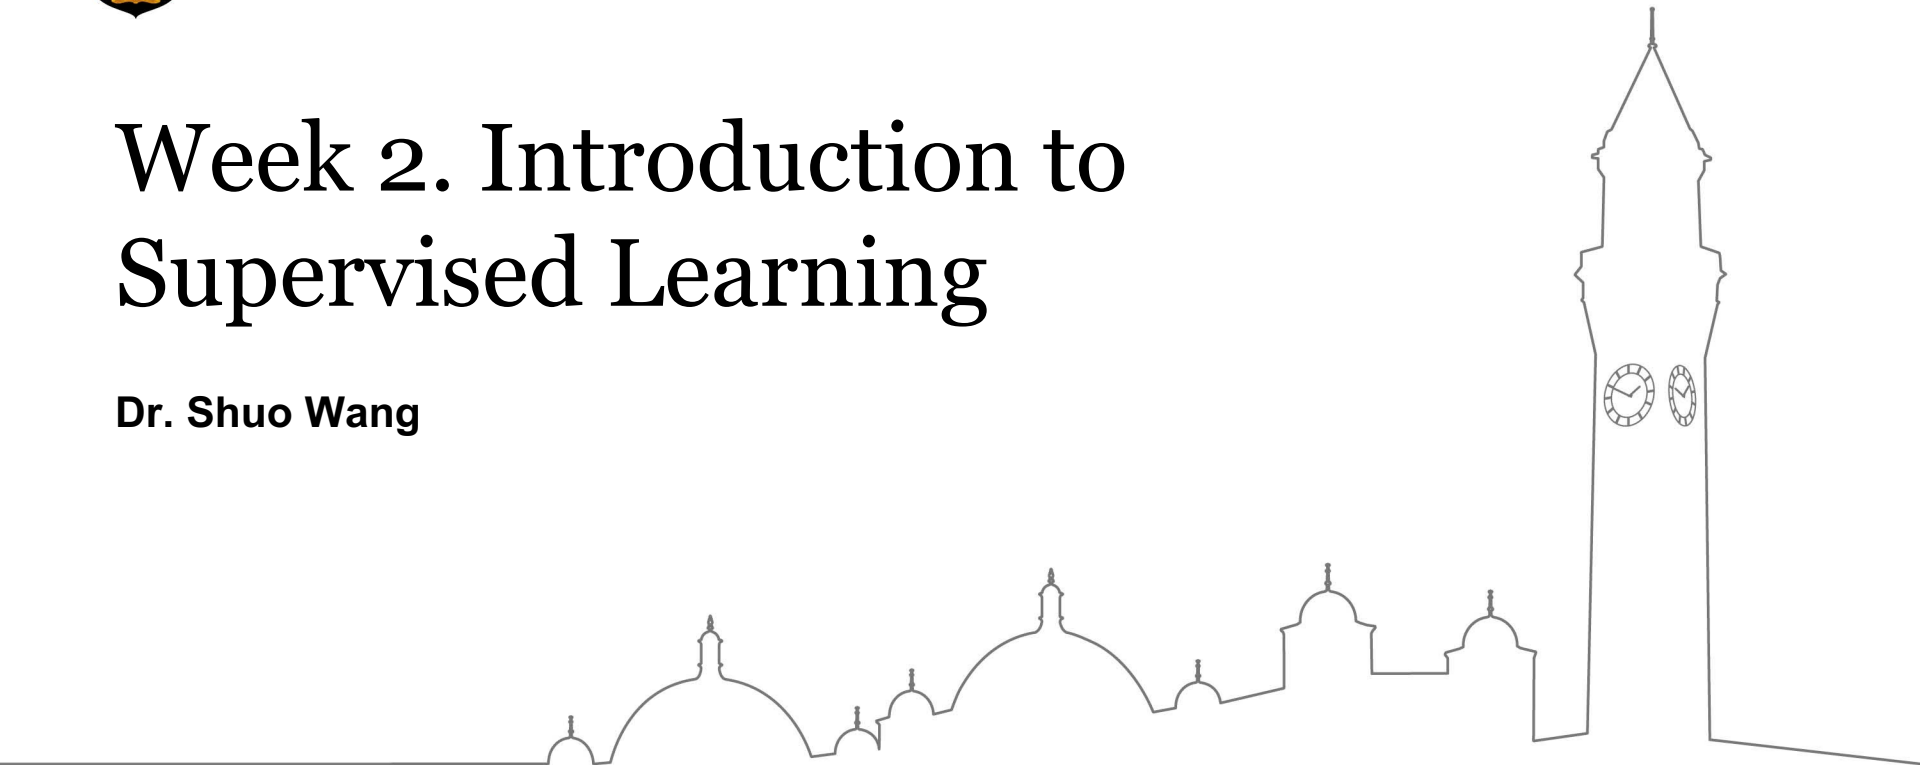 Week 2. Introduction to
Supervised Learning
Dr. Shuo Wang